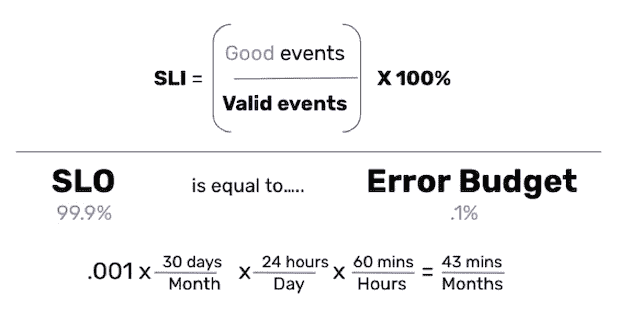 Good events
SLI = X 100%
Valid events
SLO is equal to..... Error Budget
99.9% .1%
.001 x 30 days x 24 hours x 60 mins = 43 mins
Month Day Hours Months